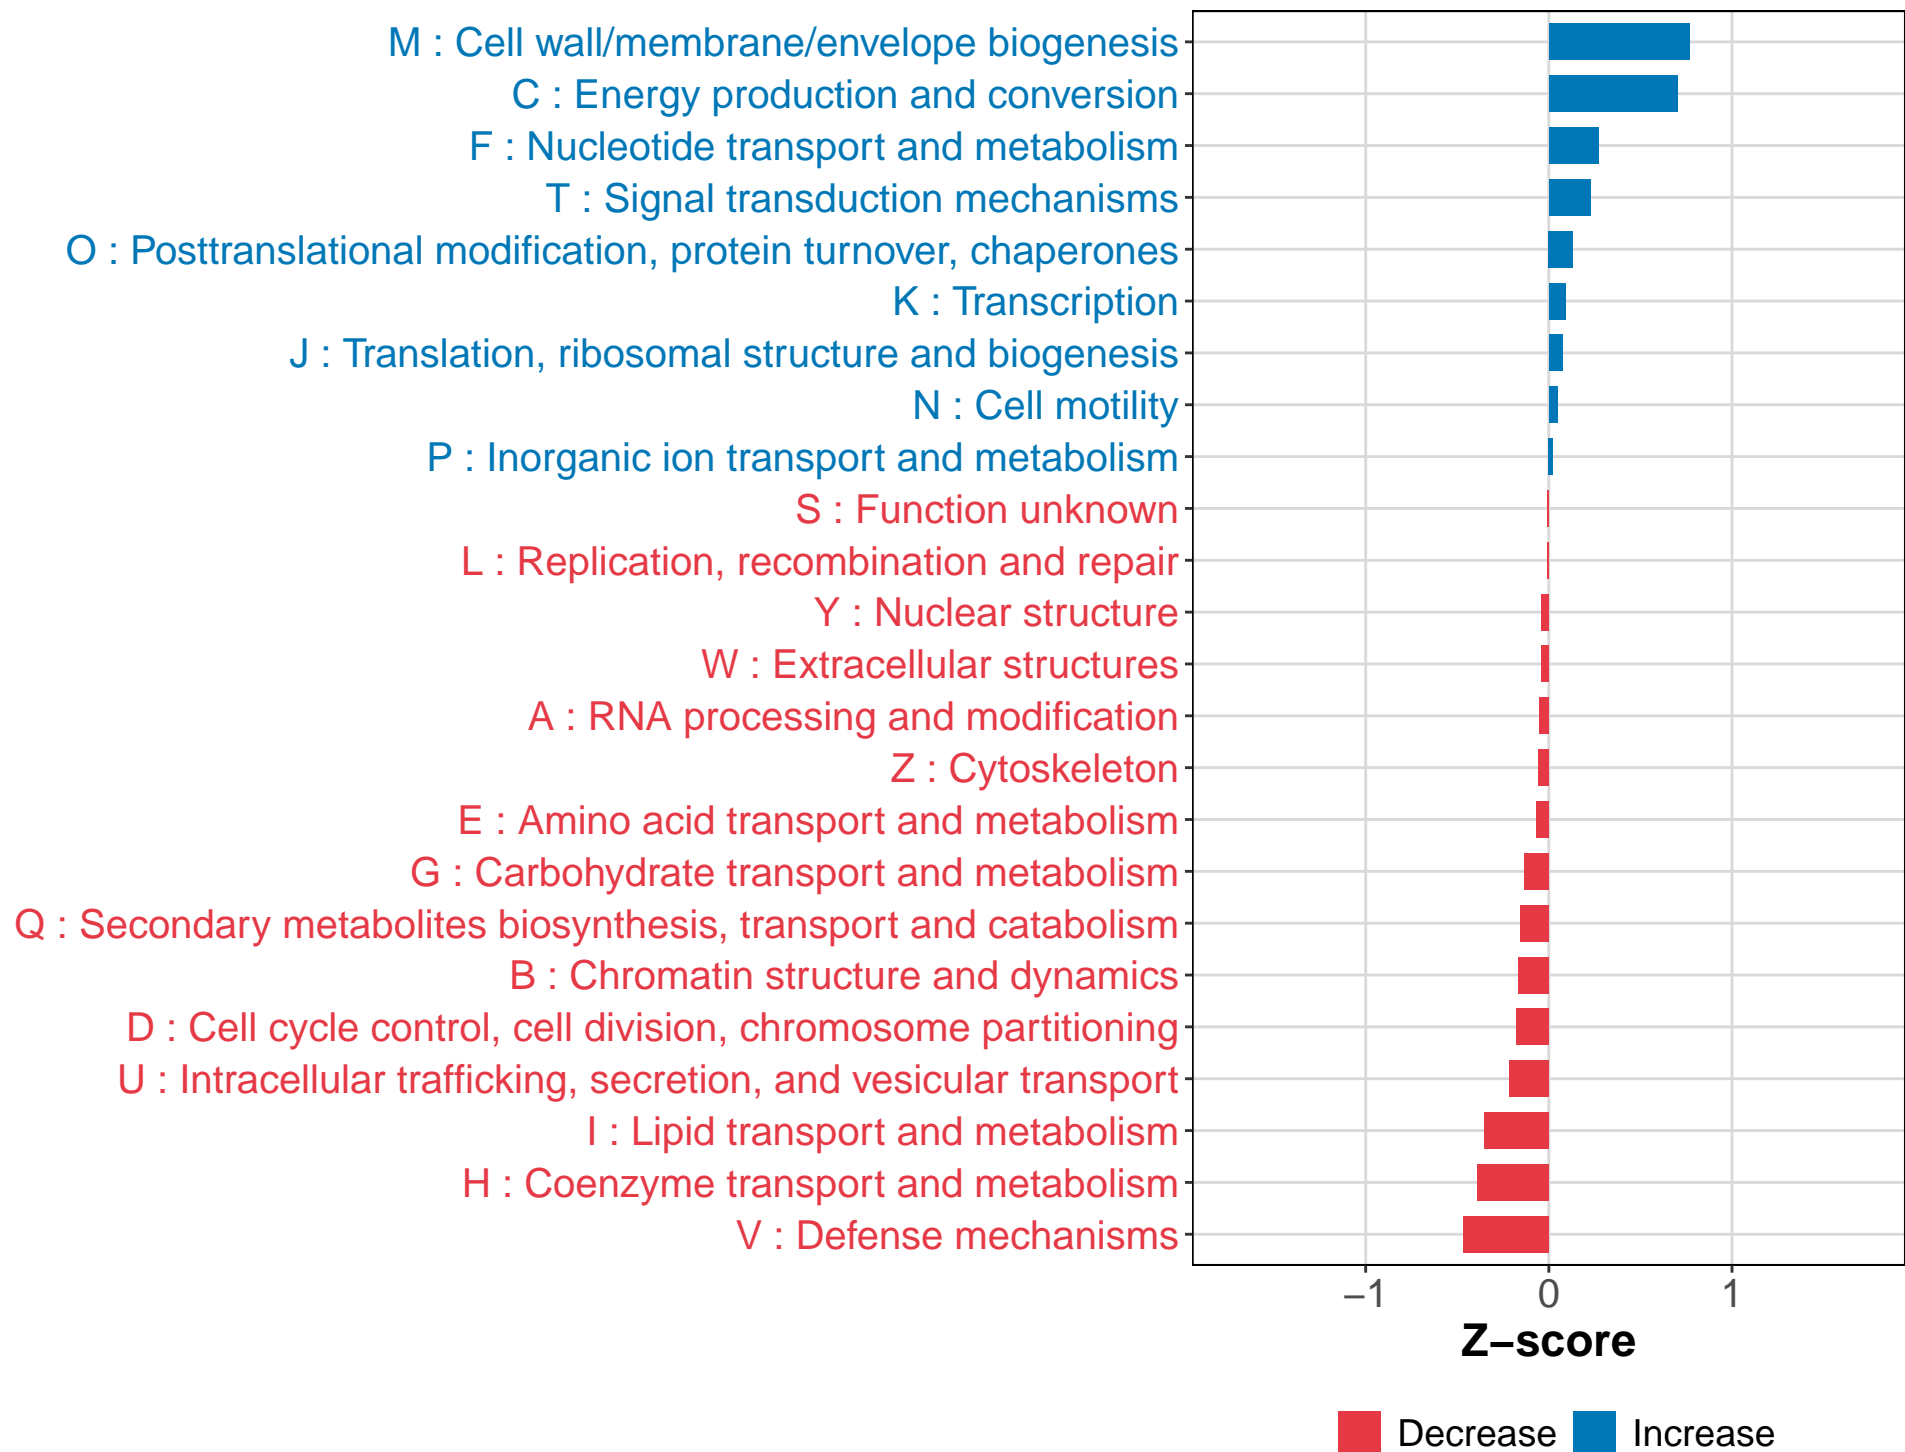 M : Cell wall/membrane/envelope biogenesis
C : Energy production and conversion
F : Nucleotide transport and metabolism
T : Signal transduction mechanisms
O : Posttranslational modification, protein turnover, chaperones
K : Transcription
J : Translation, ribosomal structure and biogenesis
N : Cell motility
P : Inorganic ion transport and metabolism
S : Function unknown
L : Replication, recombination and repair
Y : Nuclear structure
W : Extracellular structures
A : RNA processing and modification
Z : Cytoskeleton
E : Amino acid transport and metabolism
G : Carbohydrate transport and metabolism
Q : Secondary metabolites biosynthesis, transport and catabolism
B : Chromatin structure and dynamics
D : Cell cycle control, cell division, chromosome partitioning
U : Intracellular trafficking, secretion, and vesicular transport
I : Lipid transport and metabolism
H : Coenzyme transport and metabolism
V : Defense mechanisms
−1 0 1
Z−score
Decrease Increase